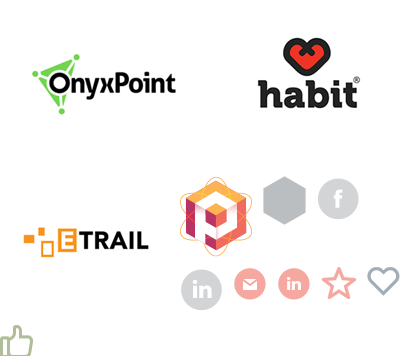 OnyxPoint
habit®
ETRAIL
f
in
in